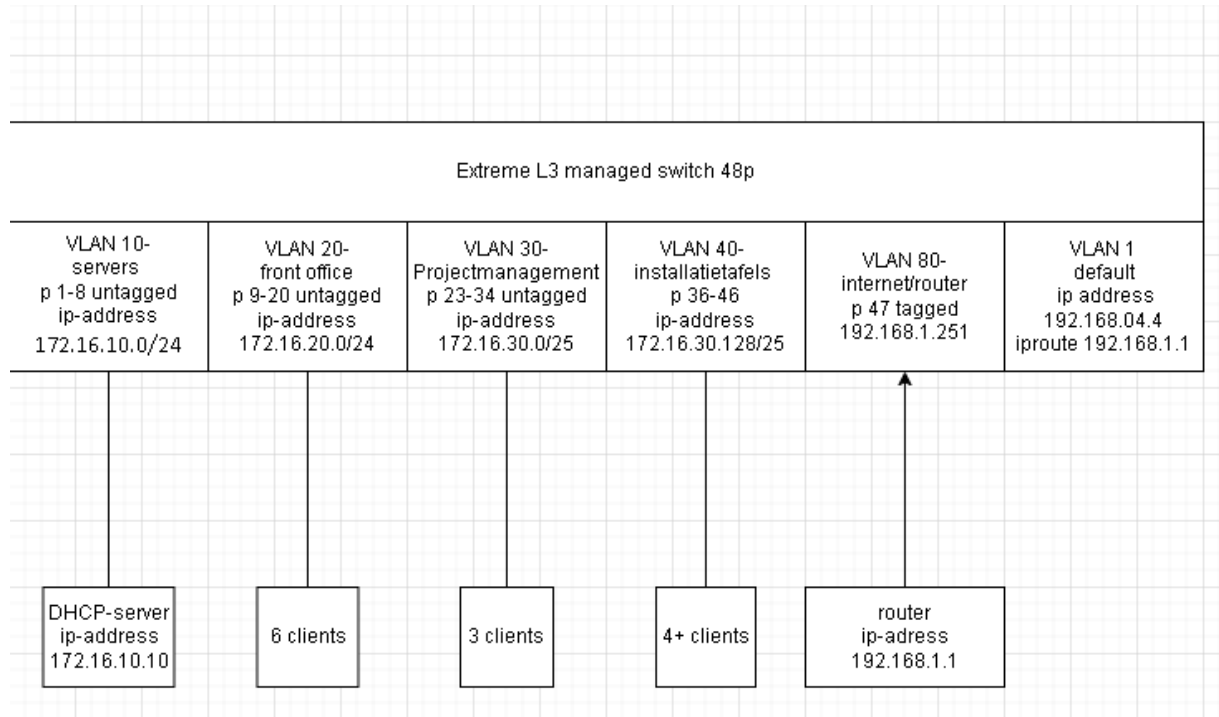 Extreme L3 managed switch 48p
VLAN 10-
servers
p 1-8 untagged
ip-address
172.16.10.0/24
VLAN 20-
front office
p 9-20 untagged
ip-address
172.16.20.0/24
VLAN 30-
Projectmanagement
p 23-34 untagged
ip-address
172.16.30.0/25
VLAN 40-
installatietafels
p 36-46
ip-address
172.16.30.128/25
VLAN 80-
internet/router
p 47 tagged
192.168.1.251
VLAN 1
default
ip address
192.168.04.4
iproute 192.168.1.1
DHCP-server
ip-address
172.16.10.10
6 clients
3 clients
4+ clients
router
ip-adress
192.168.1.1